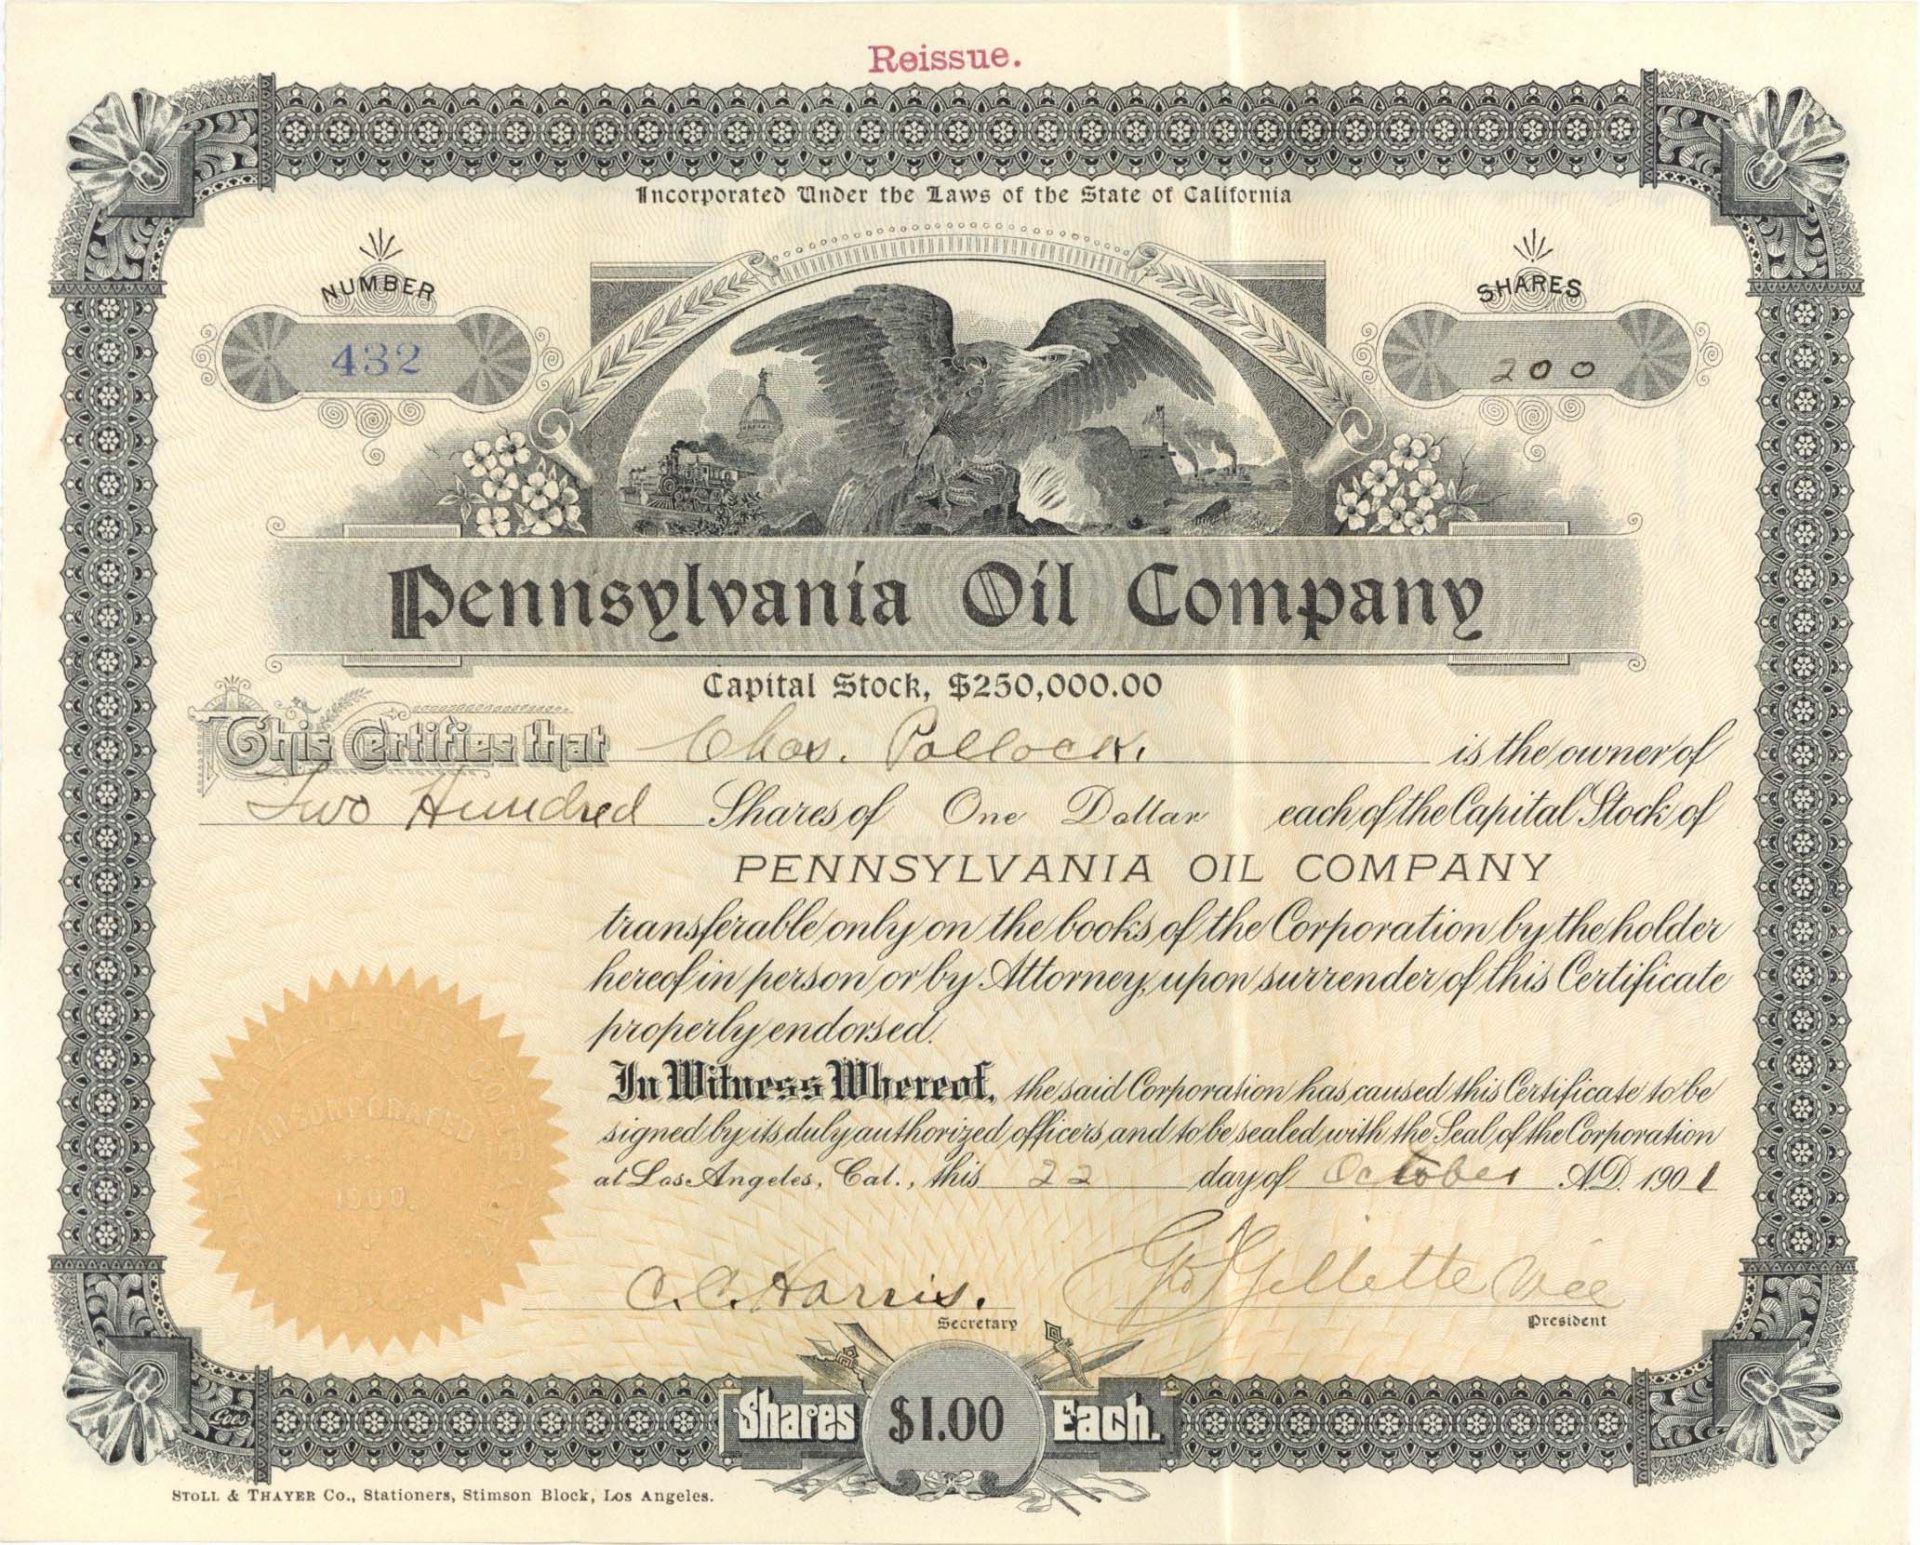 Reissue.
Incorporated Under the Laws of the State of California
NUMBER
432
SHARES
200
Pennsylvania Oil Company
Capital Stock, $250,000.00
This Certifies that Chas. Pollock. is the owner of
Two Hundred Shares of One Dollar each of the Capital Stock of
PENNSYLVANIA OIL COMPANY
transferable only on the books of the Corporation by the holder
hereof in person or by Attorney, upon surrender of this Certificate
properly endorsed.
In Witness Whereof, the said Corporation has caused this Certificate to be
signed by its duly authorized officers, and to be sealed with the Seal of the Corporation
at Los Angeles, Cal., this 22 day of October A.D. 1901
INCORPORATED
1900.
C. C. Harris.
Secretary
Gillette Vice
President
Shares $1.00 Each.
STOLL & THAYER Co., Stationers, Stimson Block, Los Angeles.